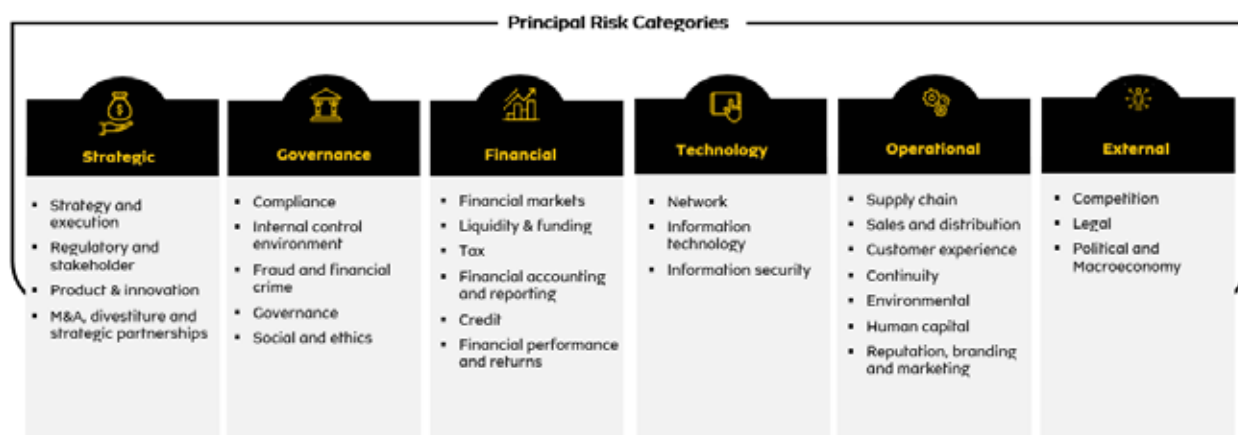 Principal Risk Categories
Strategic
▪ Strategy and
execution
▪ Regulatory and
stakeholder
▪ Product & innovation
▪ M&A, divestiture and
strategic partnerships
Governance
▪ Compliance
▪ Internal control
environment
▪ Fraud and financial
crime
▪ Governance
▪ Social and ethics
Financial
▪ Financial markets
▪ Liquidity & funding
▪ Tax
▪ Financial accounting
and reporting
▪ Credit
▪ Financial performance
and returns
Technology
▪ Network
▪ Information
technology
▪ Information security
Operational
▪ Supply chain
▪ Sales and distribution
▪ Customer experience
▪ Continuity
▪ Environmental
▪ Human capital
▪ Reputation, branding
and marketing
External
▪ Competition
▪ Legal
▪ Political and
Macroeconomy